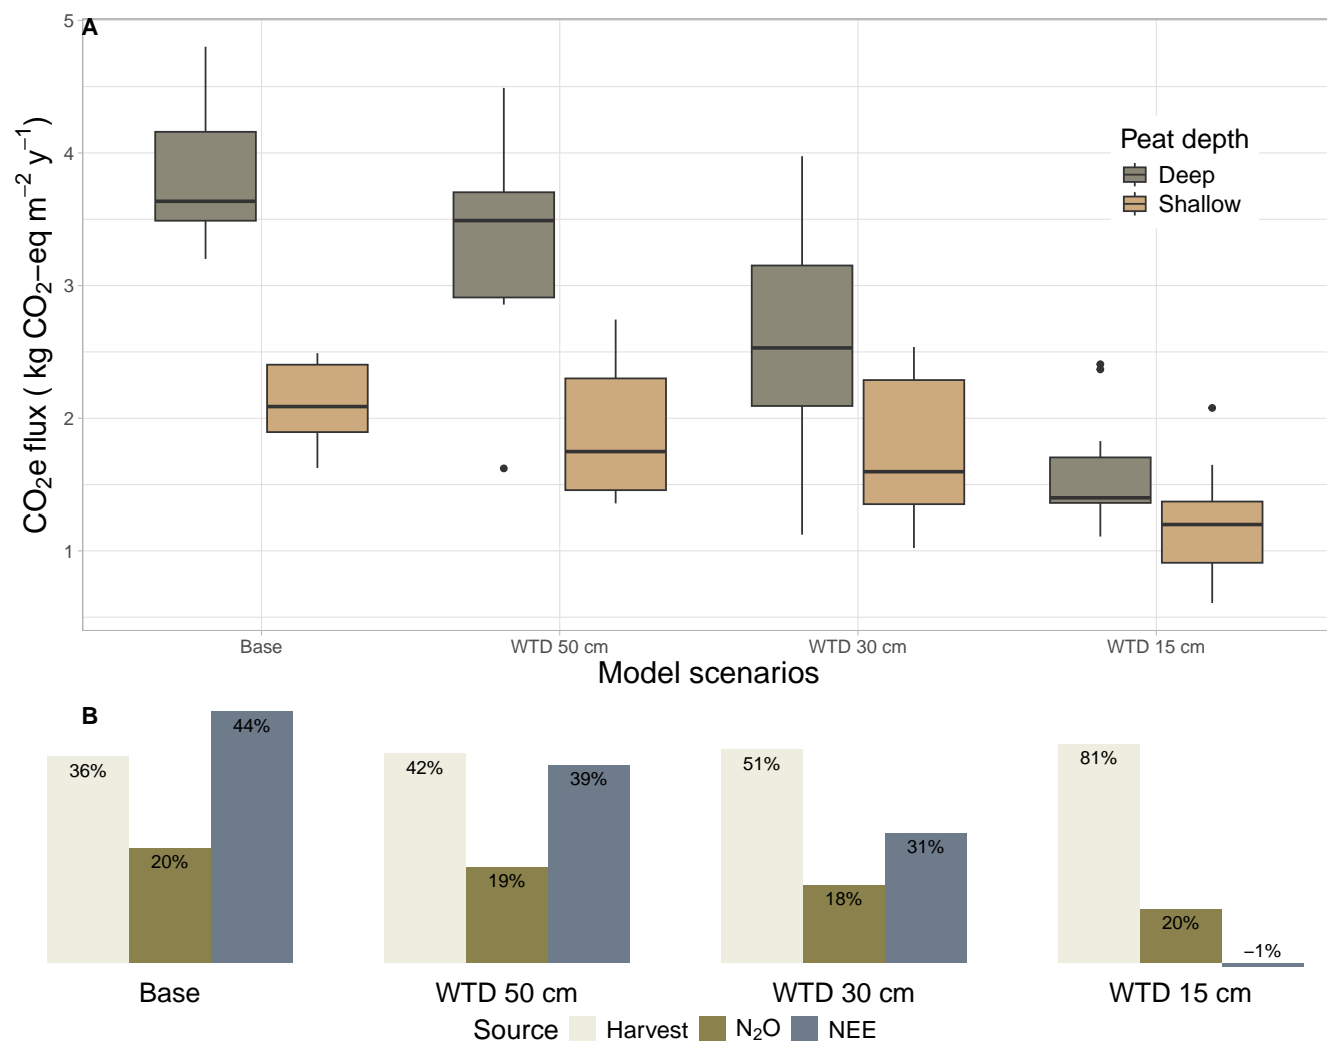 A
5
4
3
2
1
CO₂e flux ( kg CO₂−eq m⁻² y⁻¹)
Peat depth
Deep
Shallow
Base WTD 50 cm WTD 30 cm WTD 15 cm
Model scenarios
B
36% 20% 44%
42% 19% 39%
51% 18% 31%
81% 20% −1%
Base WTD 50 cm WTD 30 cm WTD 15 cm
Source Harvest N₂O NEE